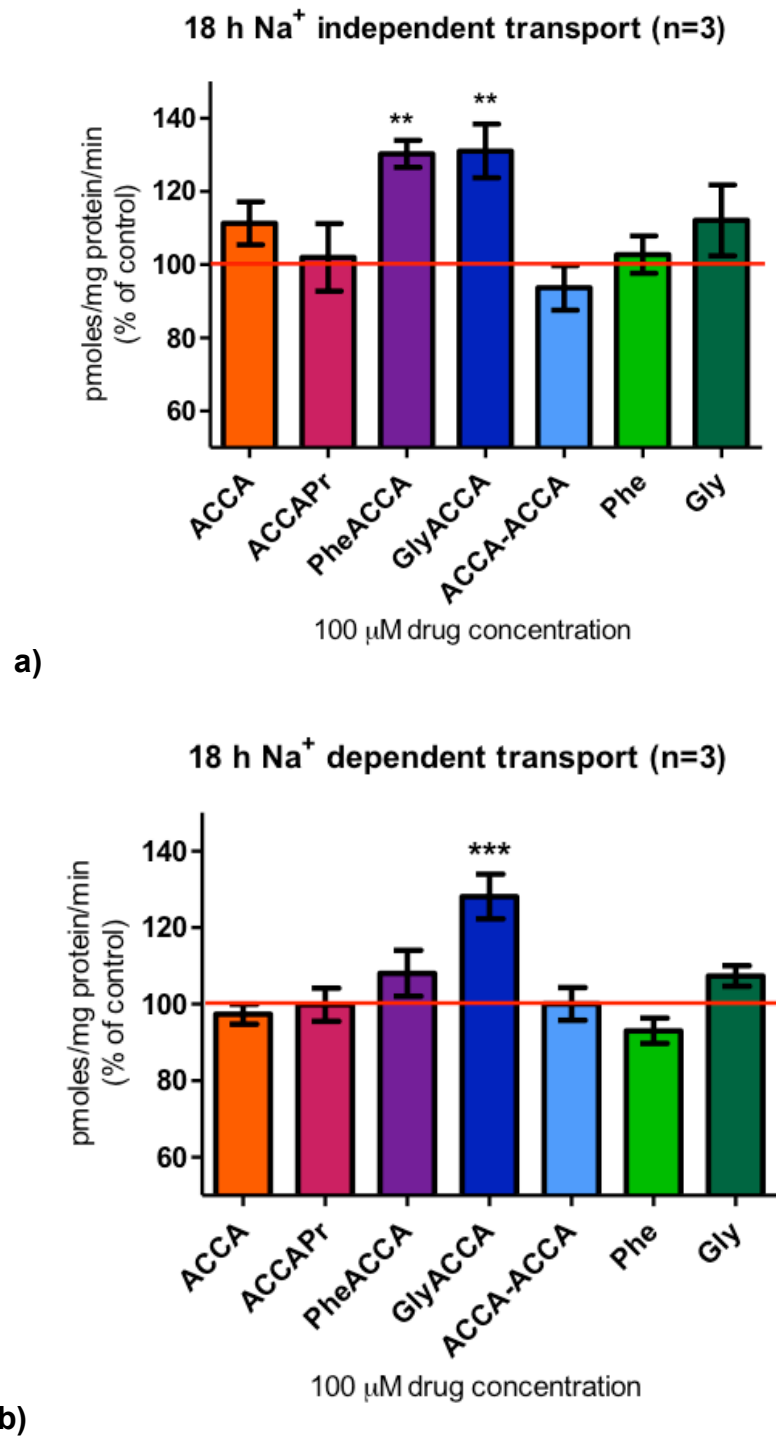 18 h Na⁺ independent transport (n=3)
pmoles/mg protein/min
(% of control)
140
120
100
80
60
**
**
ACCA
ACCAPr
PheACCA
GlyACCA
ACCA-ACCA
Phe
Gly
100 μM drug concentration
a)
18 h Na⁺ dependent transport (n=3)
pmoles/mg protein/min
(% of control)
140
120
100
80
60
***
ACCA
ACCAPr
PheACCA
GlyACCA
ACCA-ACCA
Phe
Gly
100 μM drug concentration
b)